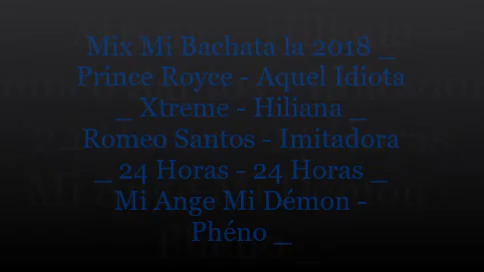 Mix Mi Bachata la 2018 _
Prince Royce - Aquel Idiota
_ Xtreme - Hiliana _
Romeo Santos - Imitadora
_ 24 Horas - 24 Horas _
Mi Ange Mi Démon -
Phéno _